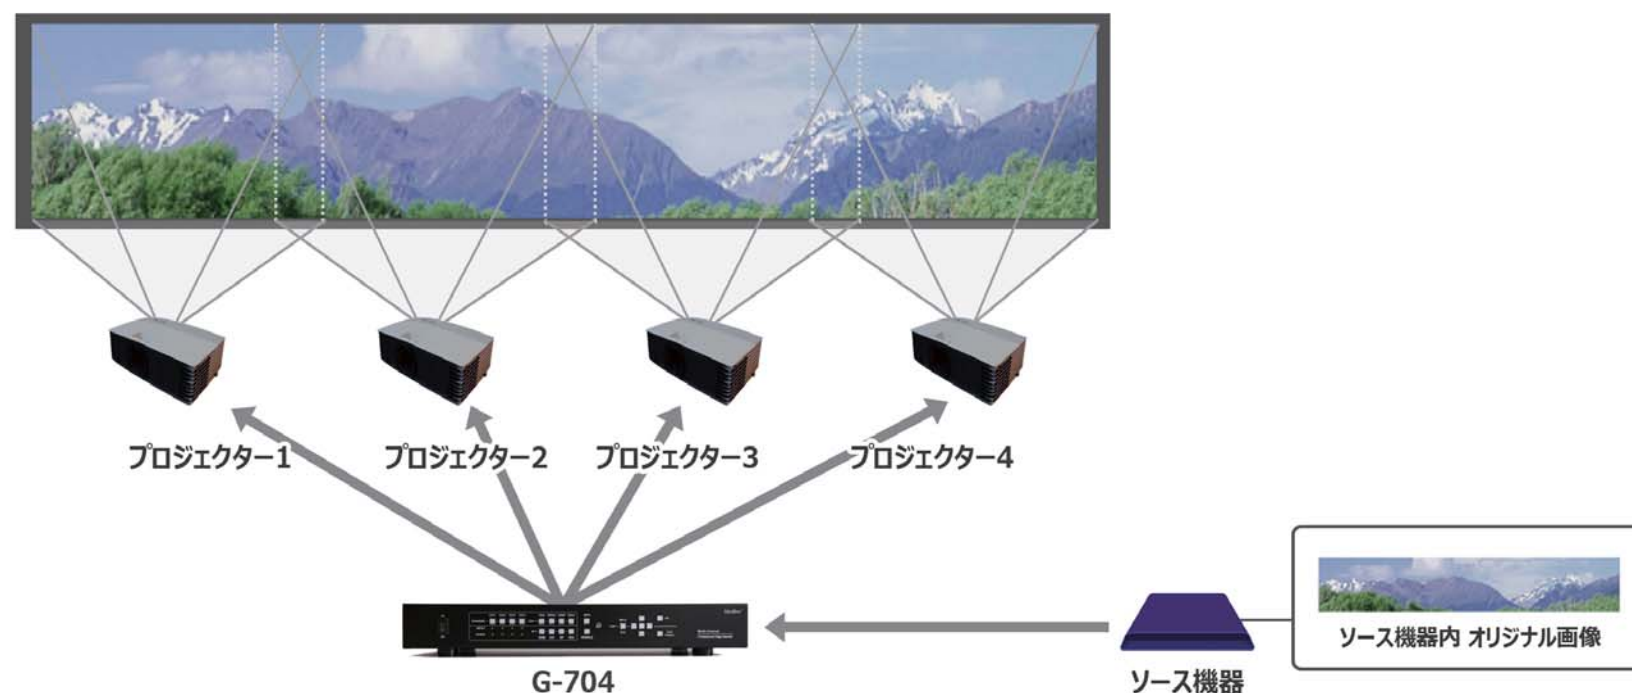 プロジェクター1
プロジェクター2
プロジェクター3
プロジェクター4
ソース機器内 オリジナル画像
G-704
ソース機器